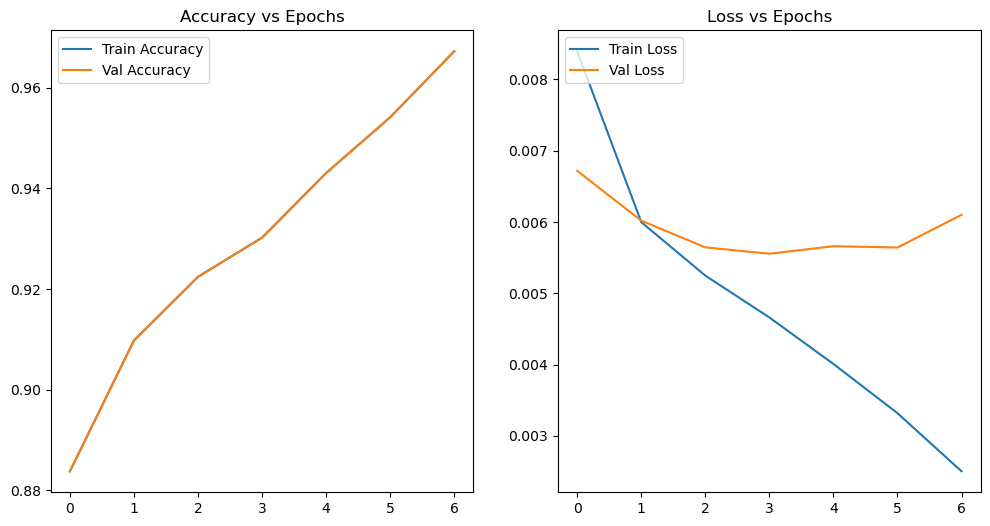 Accuracy vs Epochs
Train Accuracy
Val Accuracy
0.96
0.94
0.92
0.90
0.88
0 1 2 3 4 5 6
Loss vs Epochs
Train Loss
Val Loss
0.008
0.007
0.006
0.005
0.004
0.003
0 1 2 3 4 5 6